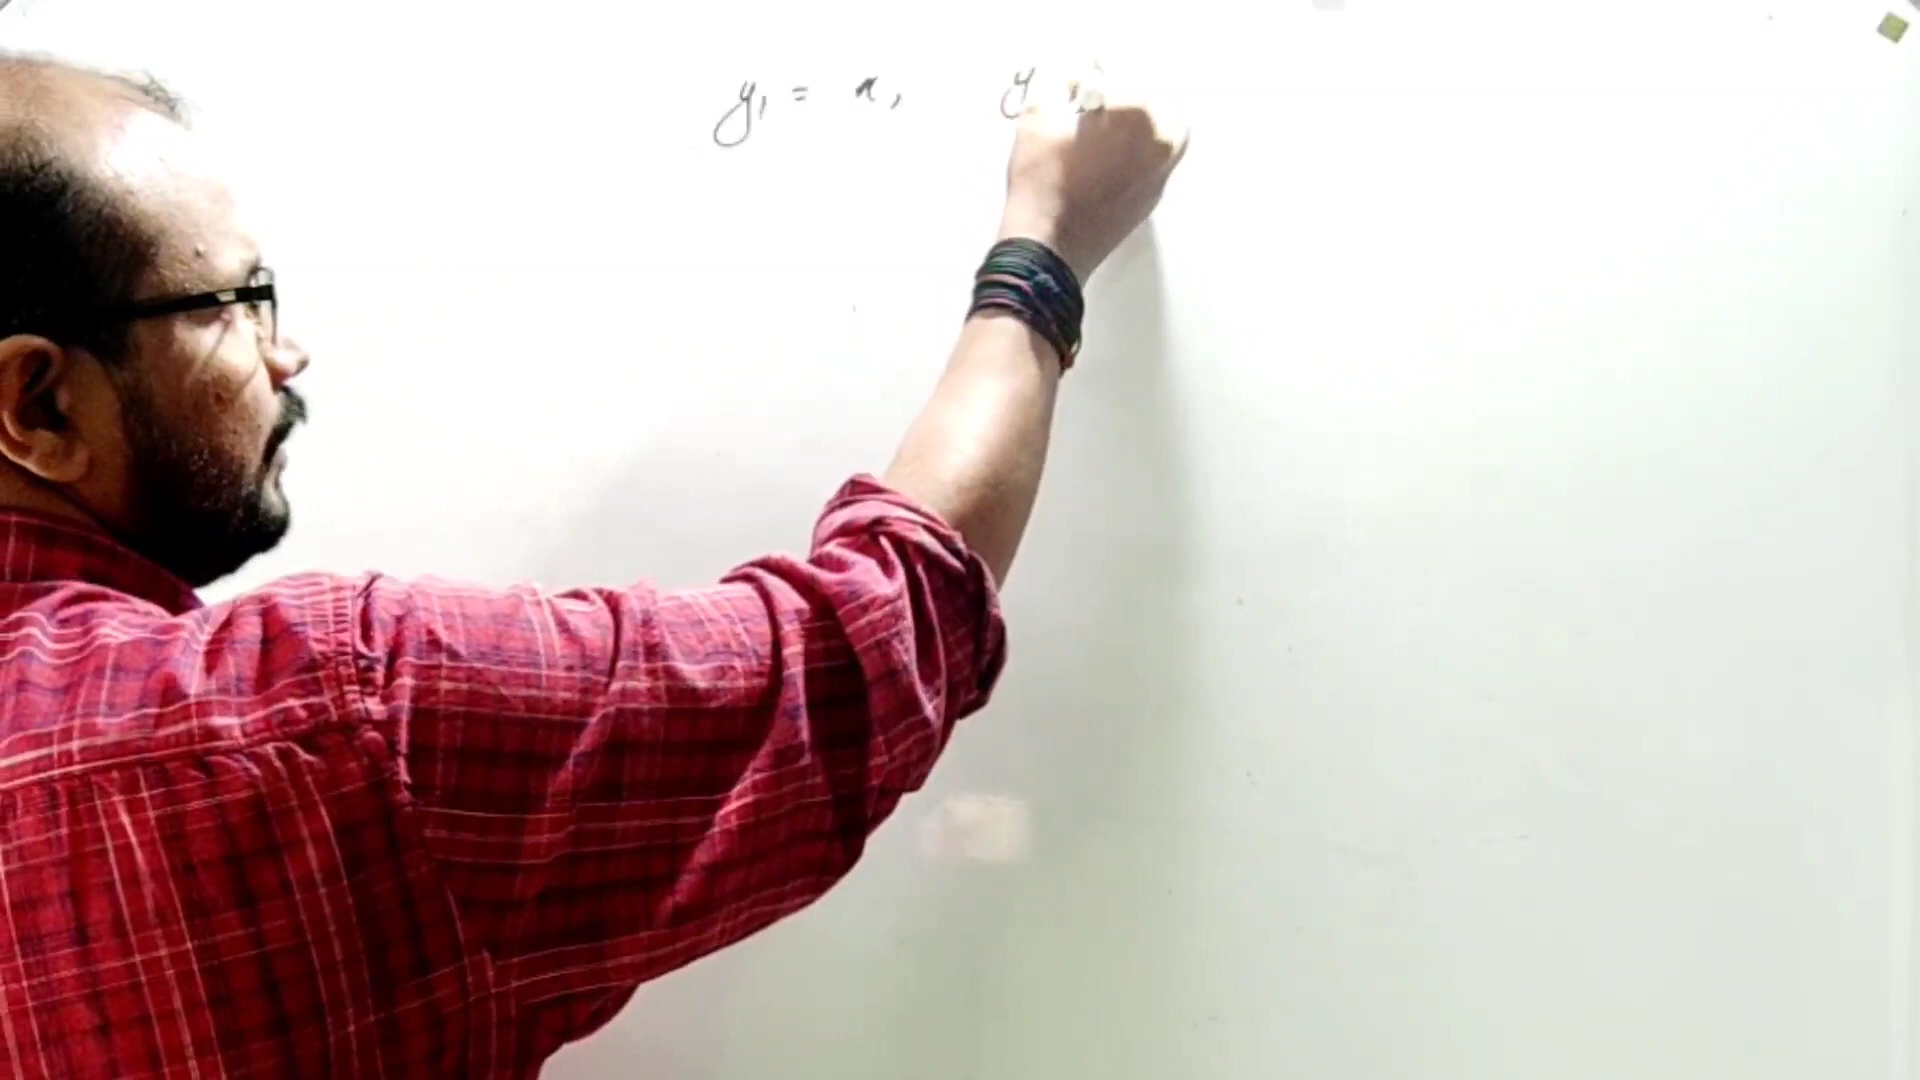 y₁ = x, y